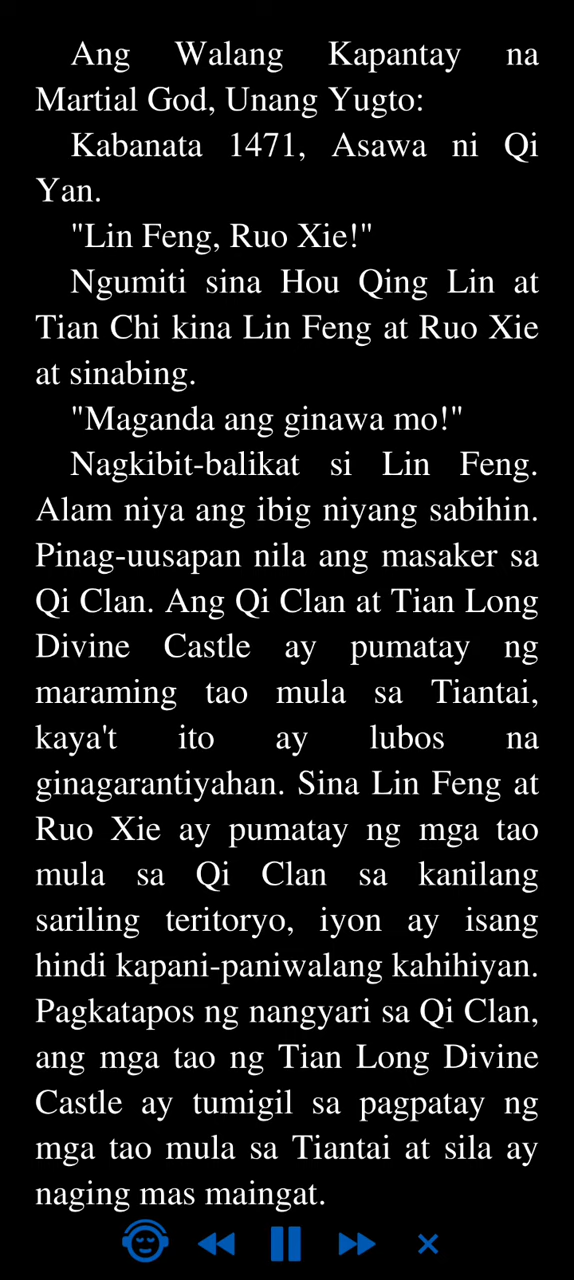 Ang Walang Kapantay na
Martial God, Unang Yugto:
Kabanata 1471, Asawa ni Qi
Yan.
"Lin Feng, Ruo Xie!"
Ngumiti sina Hou Qing Lin at
Tian Chi kina Lin Feng at Ruo Xie
at sinabing.
"Maganda ang ginawa mo!"
Nagkibit-balikat si Lin Feng.
Alam niya ang ibig niyang sabihin.
Pinag-uusapan nila ang masaker sa
Qi Clan. Ang Qi Clan at Tian Long
Divine Castle ay pumatay ng
maraming tao mula sa Tiantai,
kaya't ito ay lubos na
ginagarantiyahan. Sina Lin Feng at
Ruo Xie ay pumatay ng mga tao
mula sa Qi Clan sa kanilang
sariling teritoryo, iyon ay isang
hindi kapani-paniwalang kahihiyan.
Pagkatapos ng nangyari sa Qi Clan,
ang mga tao ng Tian Long Divine
Castle ay tumigil sa pagpatay ng
mga tao mula sa Tiantai at sila ay
naging mas maingat.